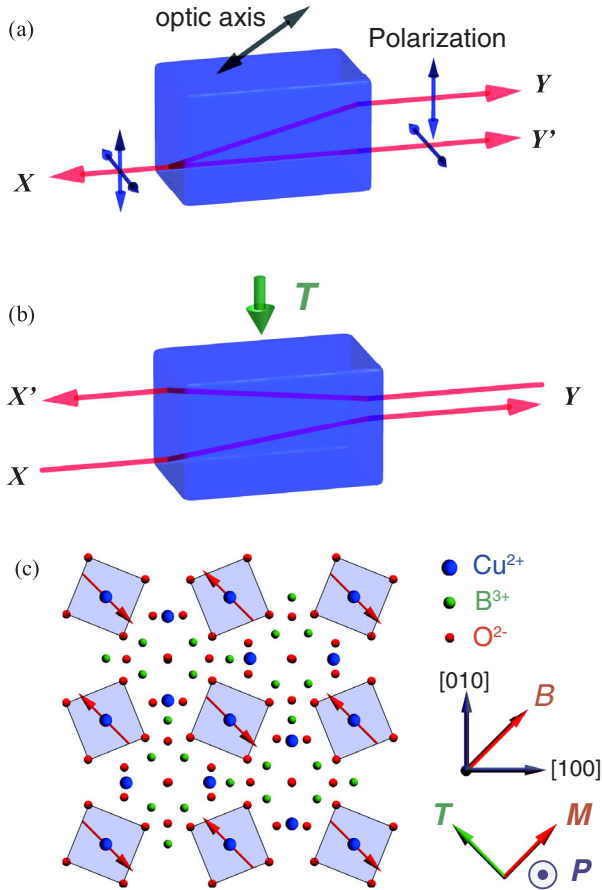 (a)
optic axis
Polarization
Y
Y'
X
(b)
T
X'
Y
X
(c)
Cu2+
B3+
O2-
[010]
B
[100]
T
M
P